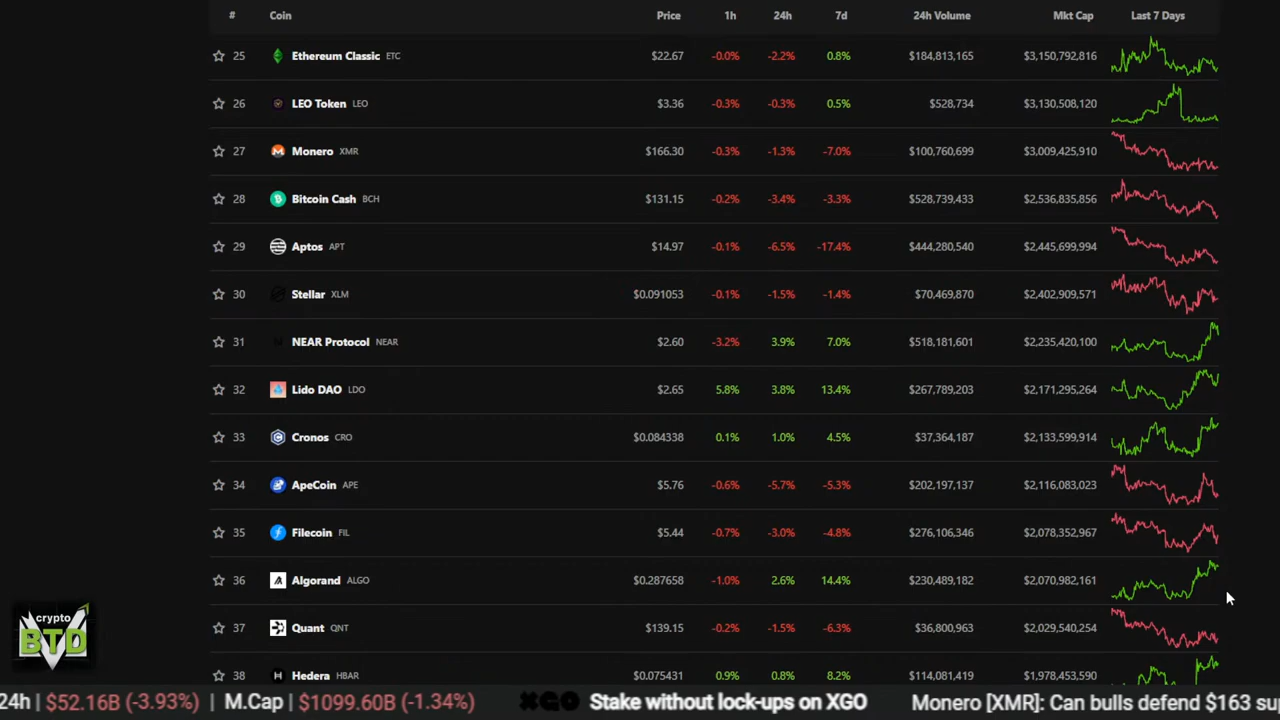 # Coin Price 1h 24h 7d 24h Volume Mkt Cap Last 7 Days
25 Ethereum Classic ETC $22.67 -0.0% -2.2% 0.8% $184,813,165 $3,150,792,816
26 LEO Token LEO $3.36 -0.3% -0.3% 0.5% $528,734 $3,130,508,120
27 Monero XMR $166.30 -0.3% -1.3% -7.0% $100,760,699 $3,009,425,910
28 Bitcoin Cash BCH $131.15 -0.2% -3.4% -3.3% $528,739,433 $2,536,835,856
29 Aptos APT $14.97 -0.1% -6.5% -17.4% $444,280,540 $2,445,699,994
30 Stellar XLM $0.091053 -0.1% -1.5% -1.4% $70,469,870 $2,402,909,571
31 NEAR Protocol NEAR $2.60 -3.2% 3.9% 7.0% $518,181,601 $2,235,420,100
32 Lido DAO LDO $2.65 5.8% 3.8% 13.4% $267,789,203 $2,171,295,264
33 Cronos CRO $0.084338 0.1% 1.0% 4.5% $37,364,187 $2,133,599,914
34 ApeCoin APE $5.76 -0.6% -5.7% -5.3% $202,197,137 $2,116,083,023
35 Filecoin FIL $5.44 -0.7% -3.0% -4.8% $276,106,346 $2,078,352,967
36 Algorand ALGO $0.287658 -1.0% 2.6% 14.4% $230,489,182 $2,070,982,161
37 Quant QNT $139.15 -0.2% -1.5% -6.3% $36,800,963 $2,029,540,254
38 Hedera HBAR $0.075431 0.9% 0.8% 8.2% $114,081,419 $1,978,453,590
crypto
BTD
24h | $52.16B (-3.93%) | M.Cap | $1099.60B (-1.34%) XGO Stake without lock-ups on XGO Monero [XMR]: Can bulls defend $163 sup